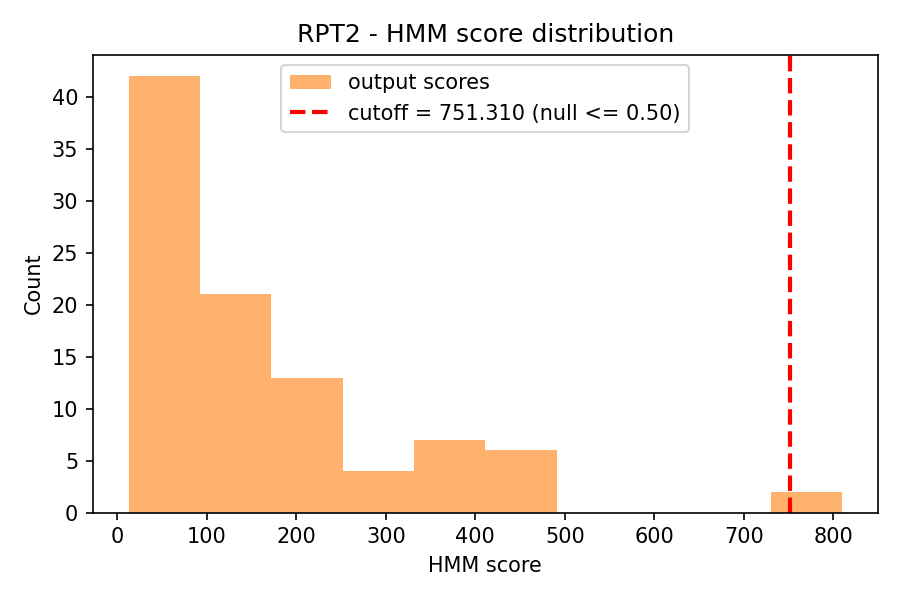 RPT2 - HMM score distribution
output scores
cutoff = 751.310 (null <= 0.50)
Count
40
35
30
25
20
15
10
5
0
0 100 200 300 400 500 600 700 800
HMM score